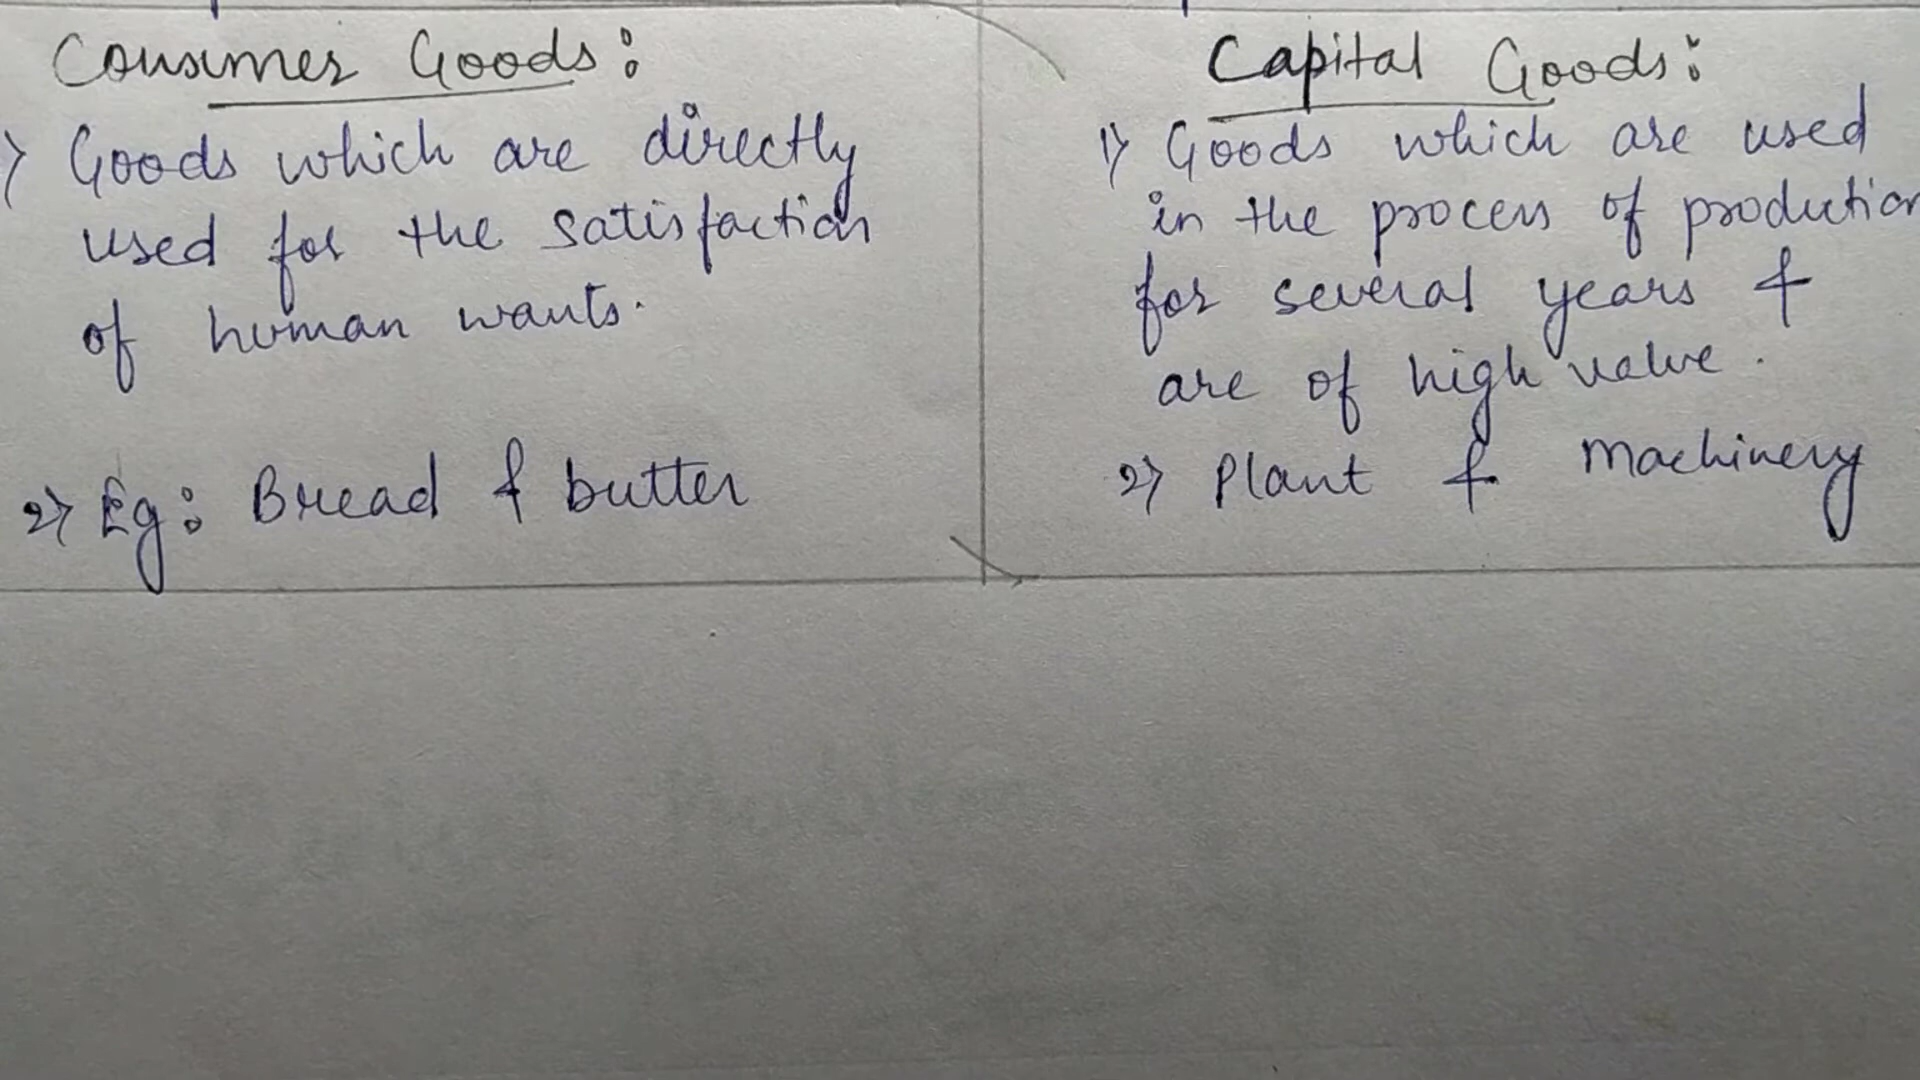 Consumer Goods:
> Goods which are directly
used for the satisfaction
of human wants.
2> Eg: Bread & butter
Capital Goods:
1> Goods which are used
in the process of production
for several years &
are of high value.
2> Plant & Machinery